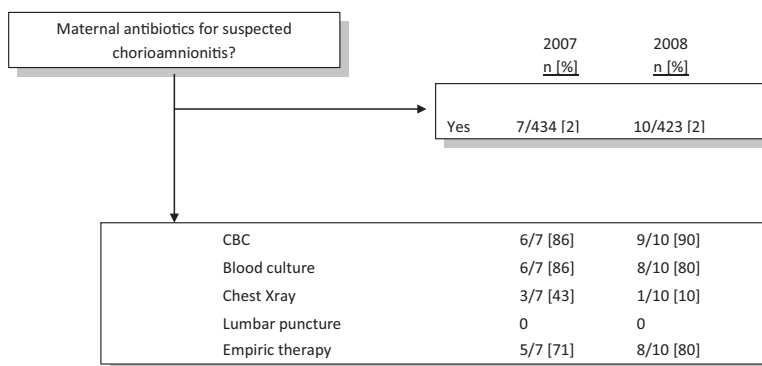 Maternal antibiotics for suspected
chorioamnionitis?
2007 2008
n [%] n [%]
Yes 7/434 [2] 10/423 [2]
CBC 6/7 [86] 9/10 [90]
Blood culture 6/7 [86] 8/10 [80]
Chest Xray 3/7 [43] 1/10 [10]
Lumbar puncture 0 0
Empiric therapy 5/7 [71] 8/10 [80]